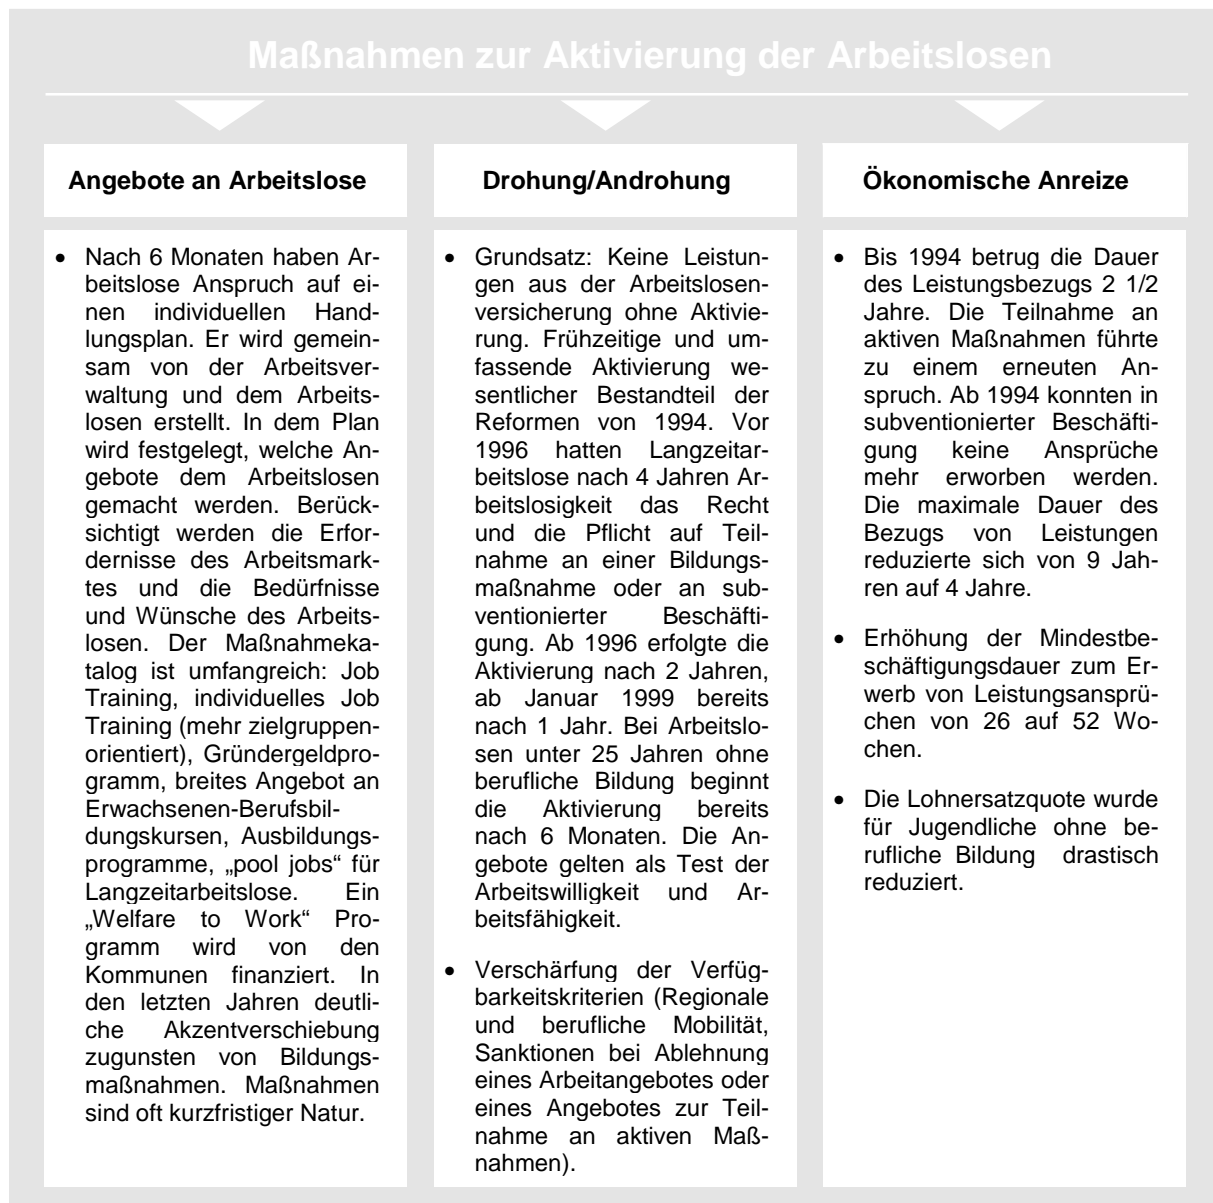 Maßnahmen zur Aktivierung der Arbeitslosen
Angebote an Arbeitslose
• Nach 6 Monaten haben Ar-
beitslose Anspruch auf ei-
nen individuellen Hand-
lungsplan. Er wird gemein-
sam von der Arbeitsver-
waltung und dem Arbeits-
losen erstellt. In dem Plan
wird festgelegt, welche An-
gebote dem Arbeitslosen
gemacht werden. Berück-
sichtigt werden die Erfor-
dernisse des Arbeitsmark-
tes und die Bedürfnisse
und Wünsche des Arbeits-
losen. Der Maßnahmeka-
talog ist umfangreich: Job
Training, individuelles Job
Training (mehr zielgruppen-
orientiert), Gründergeldpro-
gramm, breites Angebot an
Erwachsenen-Berufsbil-
dungskursen, Ausbildungs-
programme, „pool jobs“ für
Langzeitarbeitslose. Ein
„Welfare to Work“ Pro-
gramm wird von den
Kommunen finanziert. In
den letzten Jahren deutli-
che Akzentverschiebung
zugunsten von Bildungs-
maßnahmen. Maßnahmen
sind oft kurzfristiger Natur.
Drohung/Androhung
• Grundsatz: Keine Leistun-
gen aus der Arbeitslosen-
versicherung ohne Aktivie-
rung. Frühzeitige und um-
fassende Aktivierung we-
sentlicher Bestandteil der
Reformen von 1994. Vor
1996 hatten Langzeitar-
beitslose nach 4 Jahren Ar-
beitslosigkeit das Recht
und die Pflicht auf Teil-
nahme an einer Bildungs-
maßnahme oder an sub-
ventionierter Beschäfti-
gung. Ab 1996 erfolgte die
Aktivierung nach 2 Jahren,
ab Januar 1999 bereits
nach 1 Jahr. Bei Arbeitslo-
sen unter 25 Jahren ohne
berufliche Bildung beginnt
die Aktivierung bereits
nach 6 Monaten. Die An-
gebote gelten als Test der
Arbeitswilligkeit und Ar-
beitsfähigkeit.
• Verschärfung der Verfüg-
barkeitskriterien (Regionale
und berufliche Mobilität,
Sanktionen bei Ablehnung
eines Arbeitangebotes oder
eines Angebotes zur Teil-
nahme an aktiven Maß-
nahmen).
Ökonomische Anreize
• Bis 1994 betrug die Dauer
des Leistungsbezugs 2 1/2
Jahre. Die Teilnahme an
aktiven Maßnahmen führte
zu einem erneuten An-
spruch. Ab 1994 konnten in
subventionierter Beschäfti-
gung keine Ansprüche
mehr erworben werden.
Die maximale Dauer des
Bezugs von Leistungen
reduzierte sich von 9 Jah-
ren auf 4 Jahre.
• Erhöhung der Mindestbe-
schäftigungsdauer zum Er-
werb von Leistungsansprü-
chen von 26 auf 52 Wo-
chen.
• Die Lohnersatzquote wurde
für Jugendliche ohne be-
rufliche Bildung drastisch
reduziert.